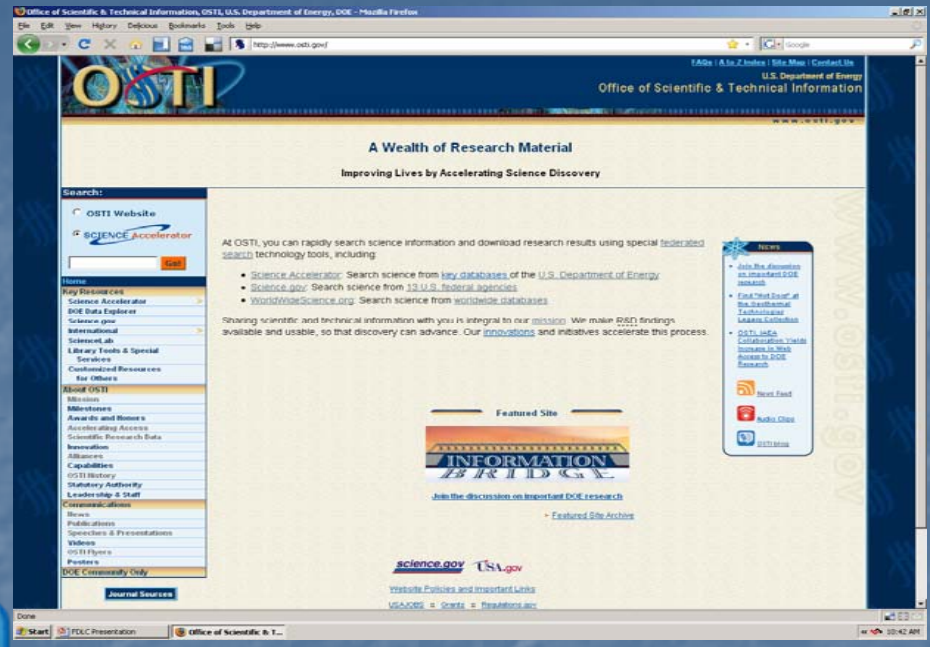 Office of Scientific & Technical Information, OSTI, U.S. Department of Energy, DOE - Mozilla Firefox
File Edit View History Delicious Bookmarks Tools Help
http://www.osti.gov/
Google
FAQs | A to Z Index | Site Map | Contact Us
OSTI
U.S. Department of Energy
Office of Scientific & Technical Information
www.osti.gov
A Wealth of Research Material
Improving Lives by Accelerating Science Discovery
Search:
OSTI Website
SCIENCE Accelerator
Go!
Home
Key Resources
Science Accelerator
DOE Data Explorer
Science.gov
International
ScienceLab
Library Tools & Special
Services
Customized Resources
for Others
About OSTI
Mission
Milestones
Awards and Honors
Accelerating Access
Scientific Research Data
Innovation
Alliances
Capabilities
OSTI History
Statutory Authority
Leadership & Staff
Communications
News
Publications
Speeches & Presentations
Videos
OSTI Flyers
Posters
DOE Community Only
Journal Sources
At OSTI, you can rapidly search science information and download research results using special federated
search technology tools, including:
Science Accelerator: Search science from key databases of the U.S. Department of Energy
Science.gov: Search science from 13 U.S. federal agencies
WorldWideScience.org: Search science from worldwide databases
Sharing scientific and technical information with you is integral to our mission. We make R&D findings
available and usable, so that discovery can advance. Our innovations and initiatives accelerate this process.
Featured Site
INFORMATION
BRIDGE
Join the discussion on important DOE research
Featured Site Archive
science.gov USA.gov
Website Policies and Important Links
USAJOBS :: Grants :: Regulations.gov
NEWS
Join the discussion
on important DOE
research
Find "Hot Docs" at
the Geothermal
Technologies
Legacy Collection
OSTI, IAEA
Collaboration Yields
Increase in Web
Access to DOE
Research
News Feed
Audio Clips
OSTI blog
www.osti.gov
Done
Start
FDLC Presentation
Office of Scientific & T...
10:42 AM